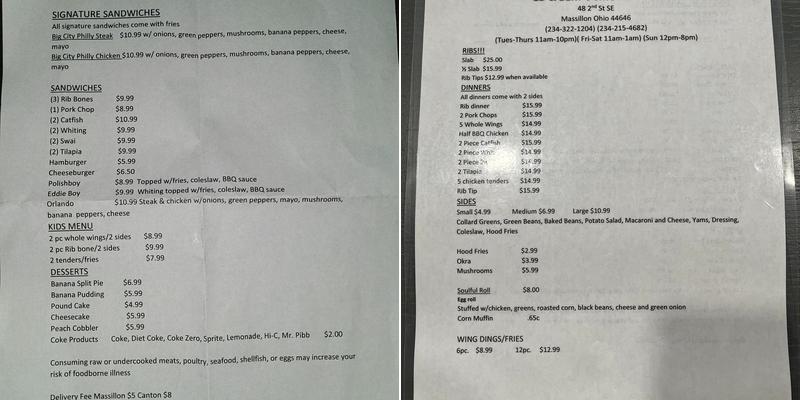 SIGNATURE SANDWICHES
All signature sandwiches come with fries
Big City Philly Steak $10.99 w/ onions, green peppers, mushrooms, banana peppers, cheese,
mayo
Big City Philly Chicken $10.99 w/ onions, green peppers, mushrooms, banana peppers, cheese,
mayo
SANDWICHES
(3) Rib Bones $9.99
(1) Pork Chop $8.99
(2) Catfish $10.99
(2) Whiting $9.99
(2) Swai $9.99
(2) Tilapia $9.99
Hamburger $5.99
Cheeseburger $6.50
Polishboy $8.99 Topped w/fries, coleslaw, BBQ sauce
Eddie Boy $9.99 Whiting topped w/fries, coleslaw, BBQ sauce
Orlando $10.99 Steak & chicken w/onions, green peppers, mayo, mushrooms,
banana peppers, cheese
KIDS MENU
2 pc whole wings/2 sides $8.99
2 pc Rib bone/2 sides $9.99
2 tenders/fries $7.99
DESSERTS
Banana Split Pie $6.99
Banana Pudding $5.99
Pound Cake $4.99
Cheesecake $5.99
Peach Cobbler $5.99
Coke Products Coke, Diet Coke, Coke Zero, Sprite, Lemonade, Hi-C, Mr. Pibb $2.00
Consuming raw or undercooked meats, poultry, seafood, shellfish, or eggs may increase your
risk of foodborne illness
Delivery Fee Massillon $5 Canton $8
48 2nd St SE
Massillon Ohio 44646
(234-322-1204) (234-215-4682)
(Tues-Thurs 11am-10pm)( Fri-Sat 11am-1am) (Sun 12pm-8pm)
RIBS!!!
Slab $25.00
½ Slab $15.99
Rib Tips $12.99 when available
DINNERS
All dinners come with 2 sides
Rib dinner $15.99
2 Pork Chops $15.99
5 Whole Wings $14.99
Half BBQ Chicken $14.99
2 Piece Catfish $15.99
2 Piece $14.99
2 Piece $14.99
2 Tilapia $14.99
5 chicken tenders $14.99
Rib Tip $15.99
SIDES
Small $4.99 Medium $6.99 Large $10.99
Collard Greens, Green Beans, Baked Beans, Potato Salad, Macaroni and Cheese, Yams, Dressing,
Coleslaw, Hood Fries
Hood Fries $2.99
Okra $3.99
Mushrooms $5.99
Soulful Roll $8.00
Egg roll
Stuffed w/chicken, greens, roasted corn, black beans, cheese and green onion
Corn Muffin .65c
WING DINGS/FRIES
6pc. $8.99 12pc. $12.99